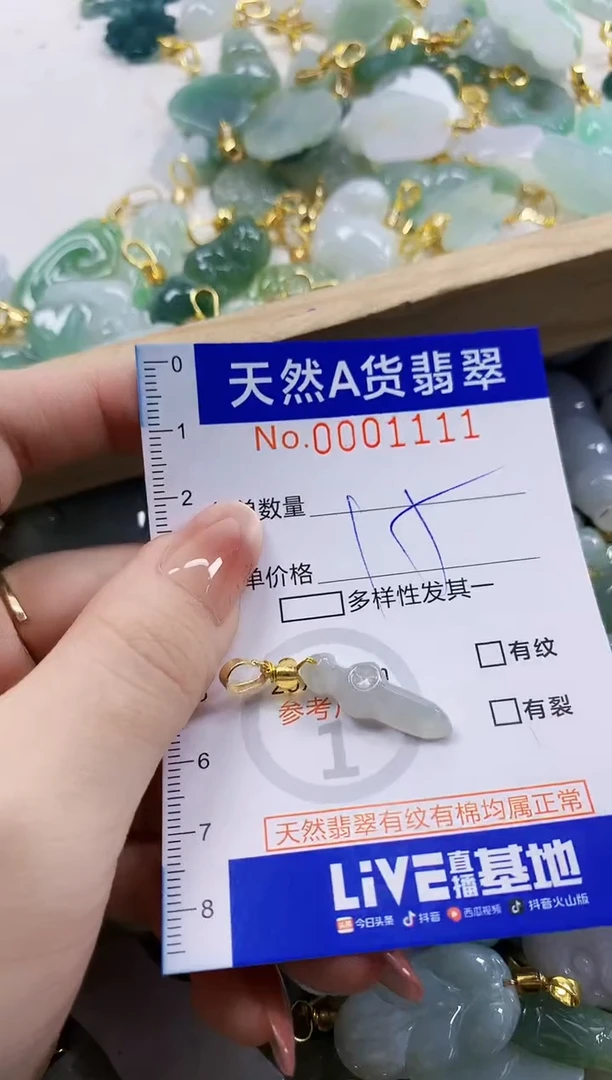 0
天然A货翡翠
1
No.0001111
2
单数量
单价格
多样性发其一
有纹
参考
有裂
1
6
天然翡翠有纹有棉均属正常
7
LiVE直播基地
8
今日头条 抖音 西瓜视频 抖音火山版